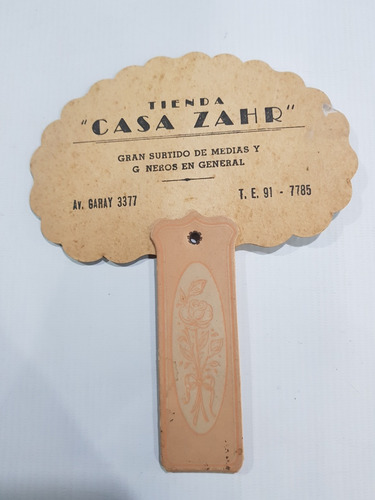 TIENDA
"CASA ZAHR"
GRAN SURTIDO DE MEDIAS Y
G NEROS EN GENERAL
Av. GARAY 3377 T. E. 91 - 7785